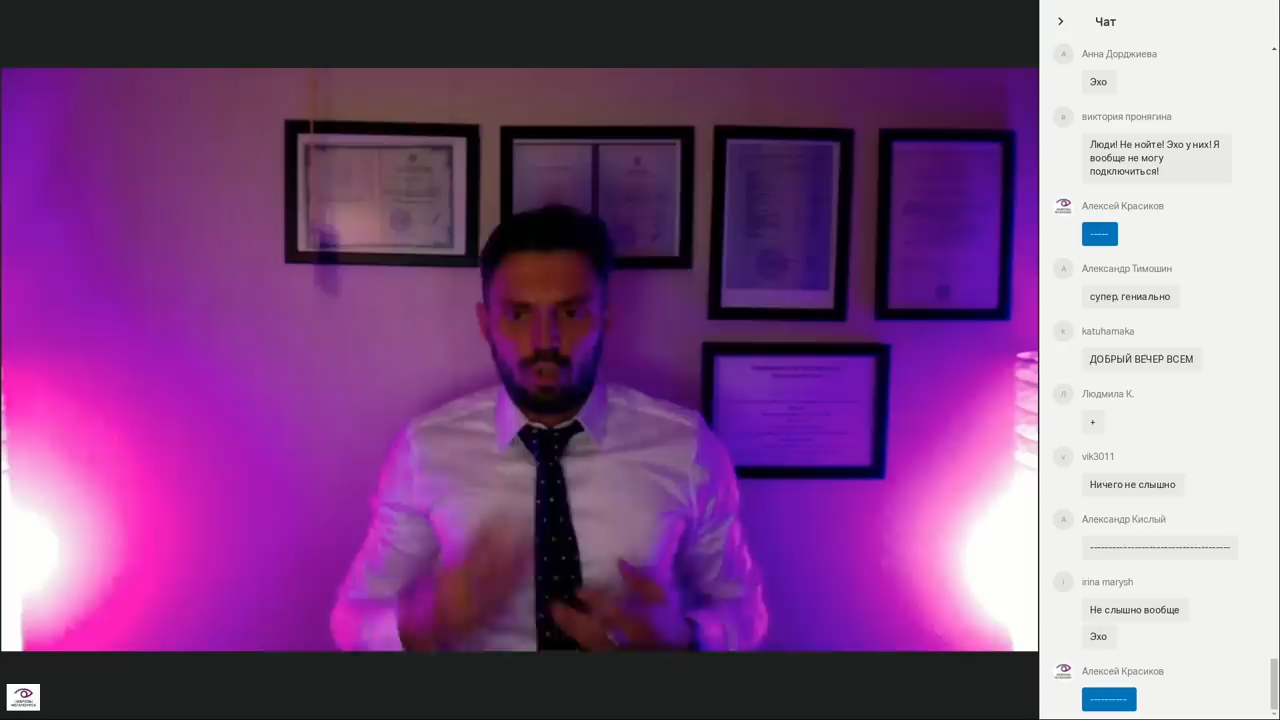 Чат
Анна Дорджиева
Эхо
виктория пронягина
Люди! Не нойте! Эхо у них! Я
вообще не могу
подключиться!
Алексей Красиков
-----
Александр Тимошин
супер, гениально
katuhamaka
ДОБРЫЙ ВЕЧЕР ВСЕМ
Людмила К.
+
vik3011
Ничего не слышно
Александр Кислый
--------------------------------------
irina marysh
Не слышно вообще
Эхо
Алексей Красиков
----------